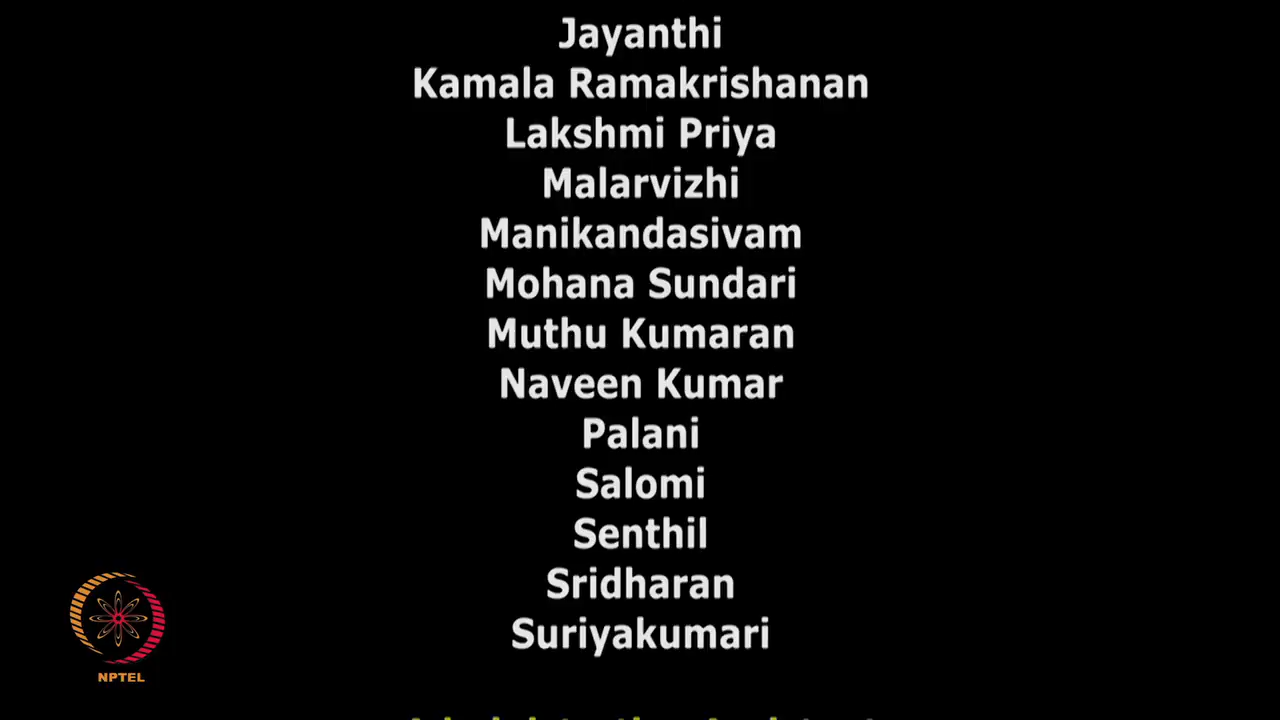 Jayanthi
Kamala Ramakrishanan
Lakshmi Priya
Malarvizhi
Manikandasivam
Mohana Sundari
Muthu Kumaran
Naveen Kumar
Palani
Salomi
Senthil
Sridharan
Suriyakumari
NPTEL